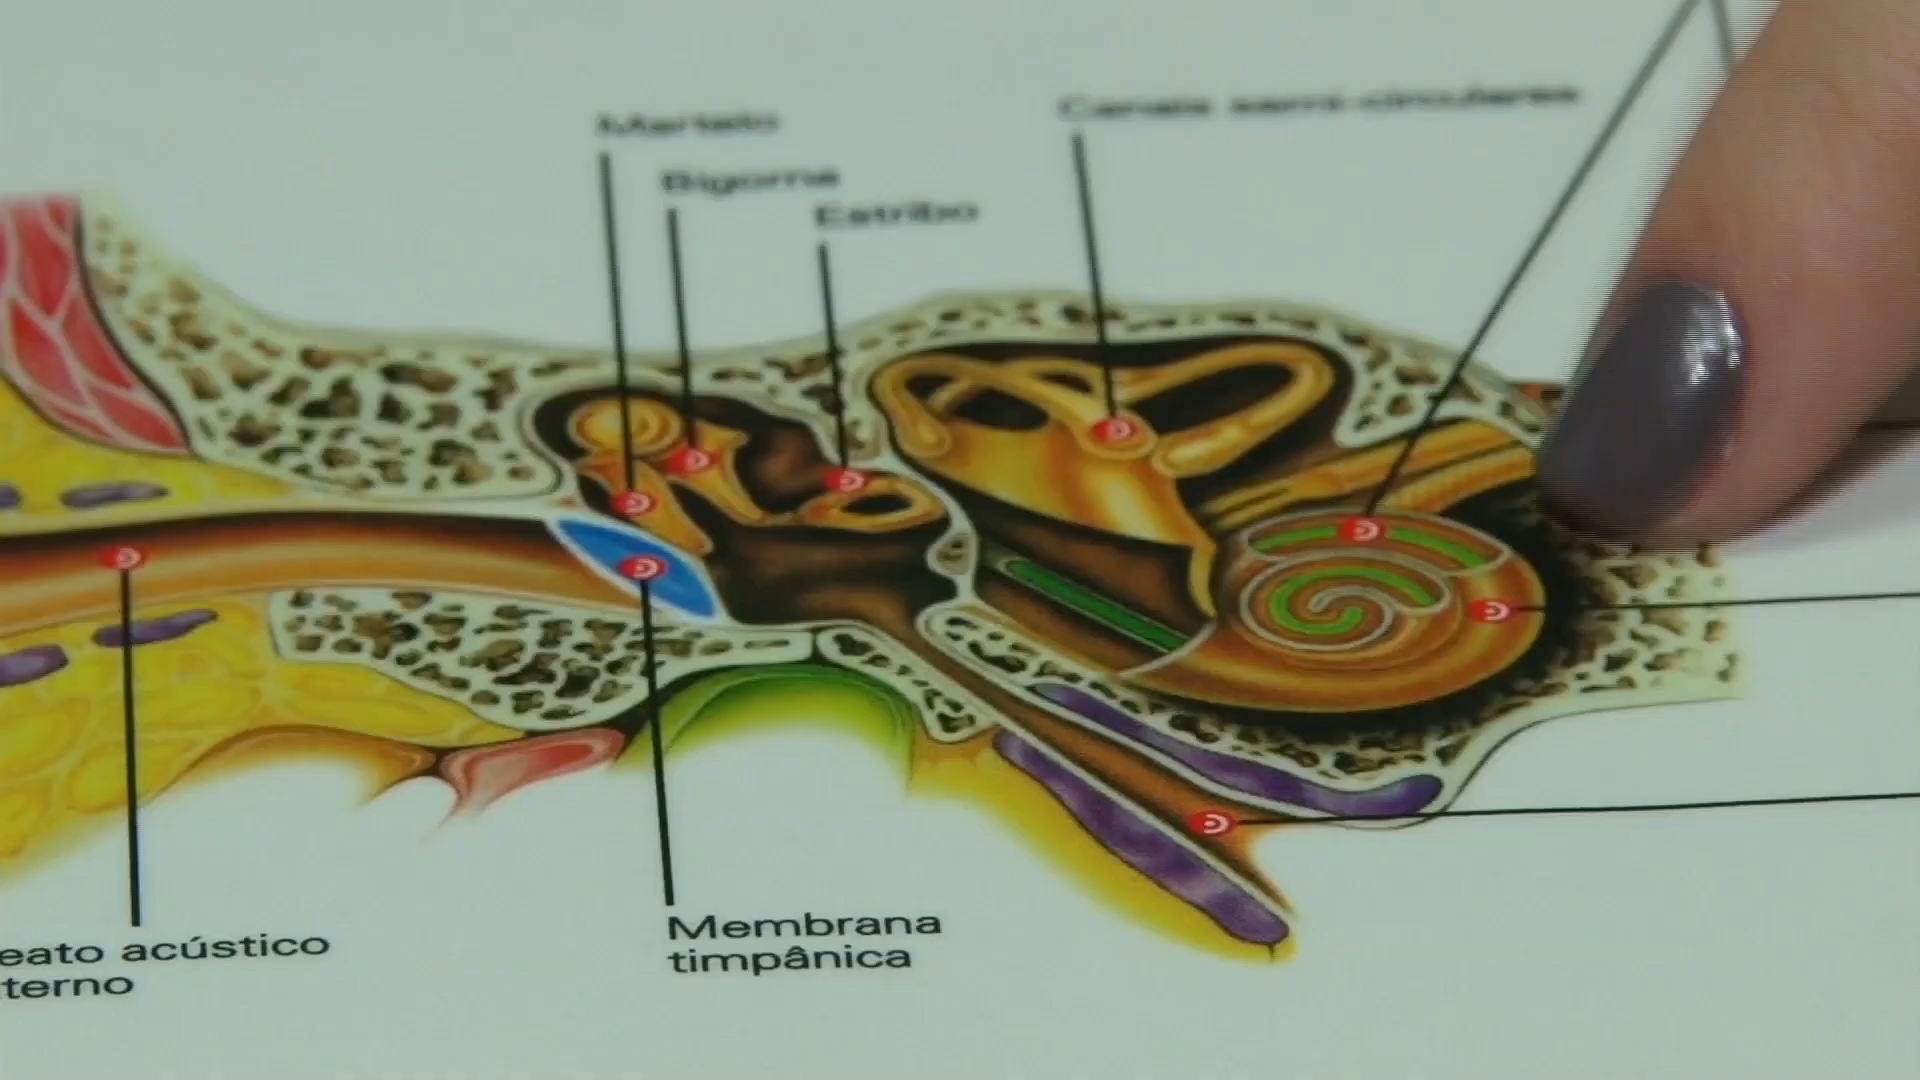 Martelo
Bigorna
Estribo
Canais semi-circulares
Membrana
timpânica
eato acústico
terno